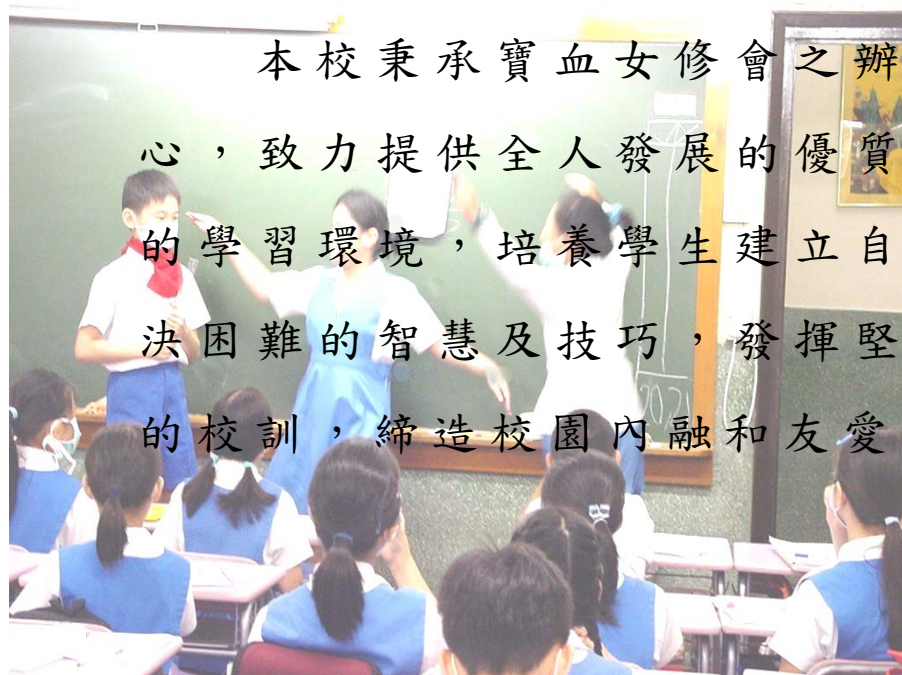 本校秉承寶血女修會之辦
心，致力提供全人發展的優質
的學習環境，培養學生建立自
決困難的智慧及技巧，發揮堅
的校訓，締造校園內融和友愛